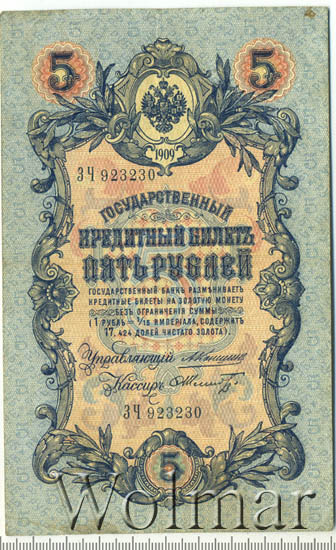 5 5
1909
ЗЧ 923230
ГОСУДАРСТВЕННЫЙ
КРЕДИТНЫЙ БИЛЕТЪ
ПЯТЬ РУБЛЕЙ
ГОСУДАРСТВЕННЫЙ БАНКЪ РАЗМѢНИВАЕТЪ
КРЕДИТНЫЕ БИЛЕТЫ НА ЗОЛОТУЮ МОНЕТУ
БЕЗЪ ОГРАНИЧЕНІЯ СУММЫ
(1 РУБЛЬ = 1/15 ИМПЕРІАЛА, СОДЕРЖИТЪ
17,424 ДОЛЕЙ ЧИСТАГО ЗОЛОТА)
Управляющій
Кассиръ
ЗЧ 923230
5
Wolmar